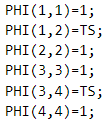 PHI(1,1)=1;
PHI(1,2)=TS;
PHI(2,2)=1;
PHI(3,3)=1;
PHI(3,4)=TS;
PHI(4,4)=1;